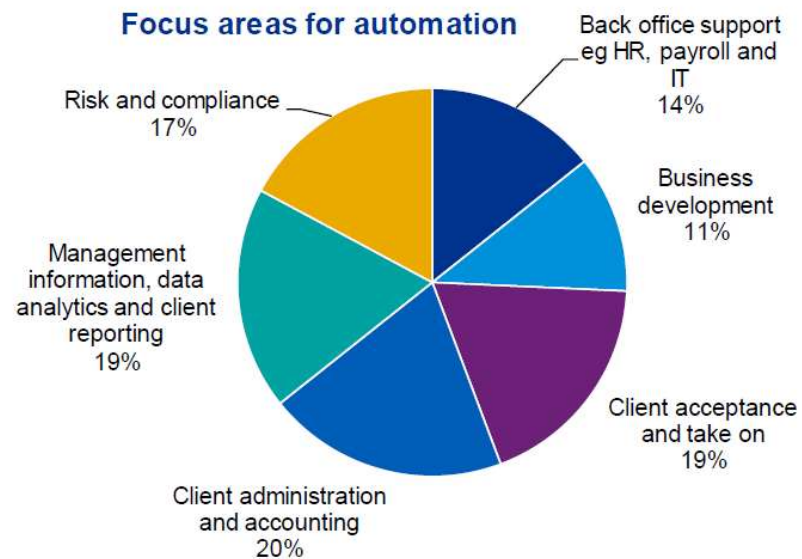 Focus areas for automation
Back office support
eg HR, payroll and
IT
14%
Business
development
11%
Client acceptance
and take on
19%
Client administration
and accounting
20%
Management
information, data
analytics and client
reporting
19%
Risk and compliance
17%